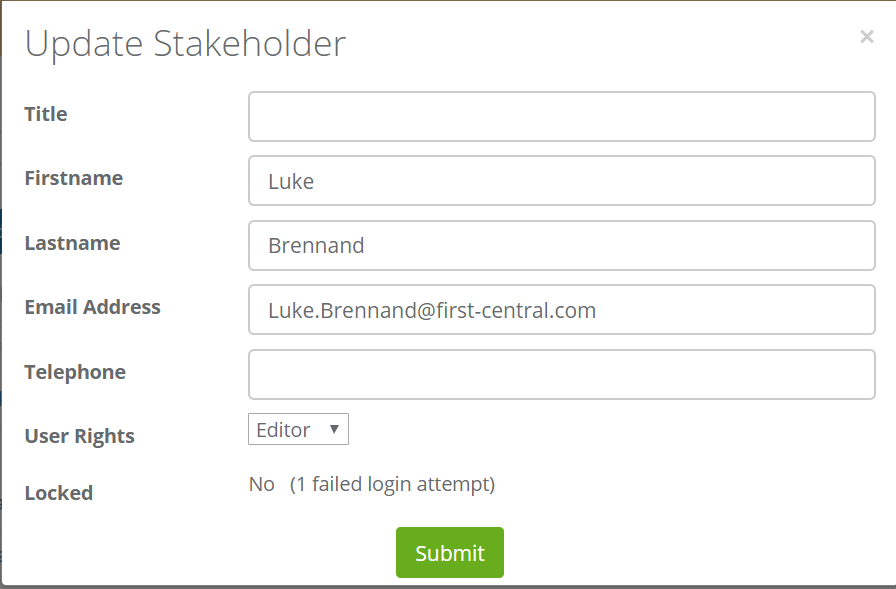 Update Stakeholder ×
Title
Firstname Luke
Lastname Brennand
Email Address Luke.Brennand@first-central.com
Telephone
User Rights Editor ▼
Locked No (1 failed login attempt)
Submit